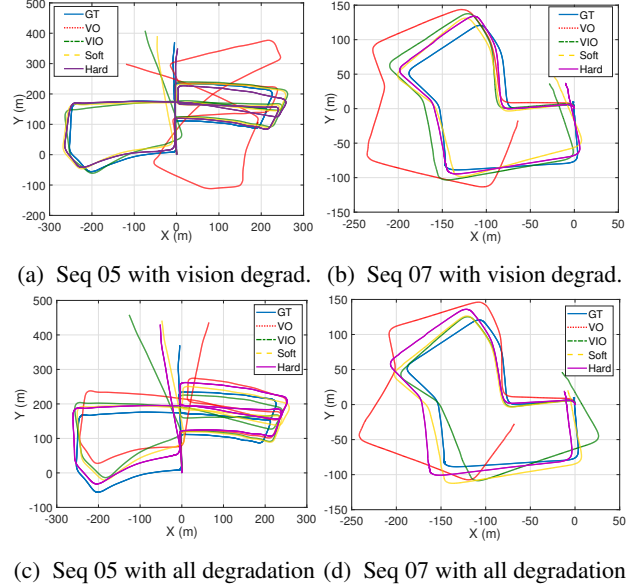 500
400
300
200
100
0
-100
-200
Y (m)
GT
VO
VIO
Soft
Hard
-300 -200 -100 0 100 200 300
X (m)
150
100
50
0
-50
-100
-150
Y (m)
GT
VO
VIO
Soft
Hard
-250 -200 -150 -100 -50 0 50
X (m)
(a) Seq 05 with vision degrad. (b) Seq 07 with vision degrad.
500
400
300
200
100
0
-100
Y (m)
GT
VO
VIO
Soft
Hard
-300 -200 -100 0 100 200 300
X (m)
150
100
50
0
-50
-100
-150
Y (m)
GT
VO
VIO
Soft
Hard
-250 -200 -150 -100 -50 0 50
X (m)
(c) Seq 05 with all degradation (d) Seq 07 with all degradation